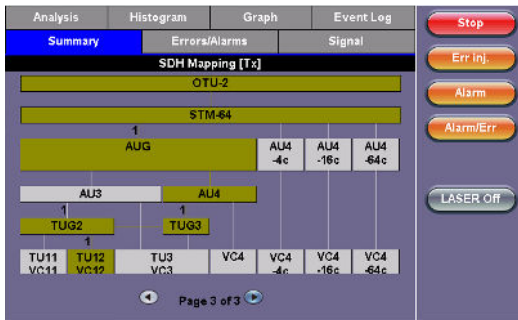 Analysis Histogram Graph Event Log
Summary Errors/Alarms Signal
SDH Mapping [Tx]
OTU-2
STM-64
1
AUG AU4 -4c AU4 -16c AU4 -64c
AU3 AU4
1 1
TUG2 TUG3
1
TU11 VC11 TU12 VC12 TU3 VC3 VC4 VC4 -4c VC4 -16c VC4 -64c
Page 3 of 3
Stop
Err inj.
Alarm
Alarm/Err
LASER Off